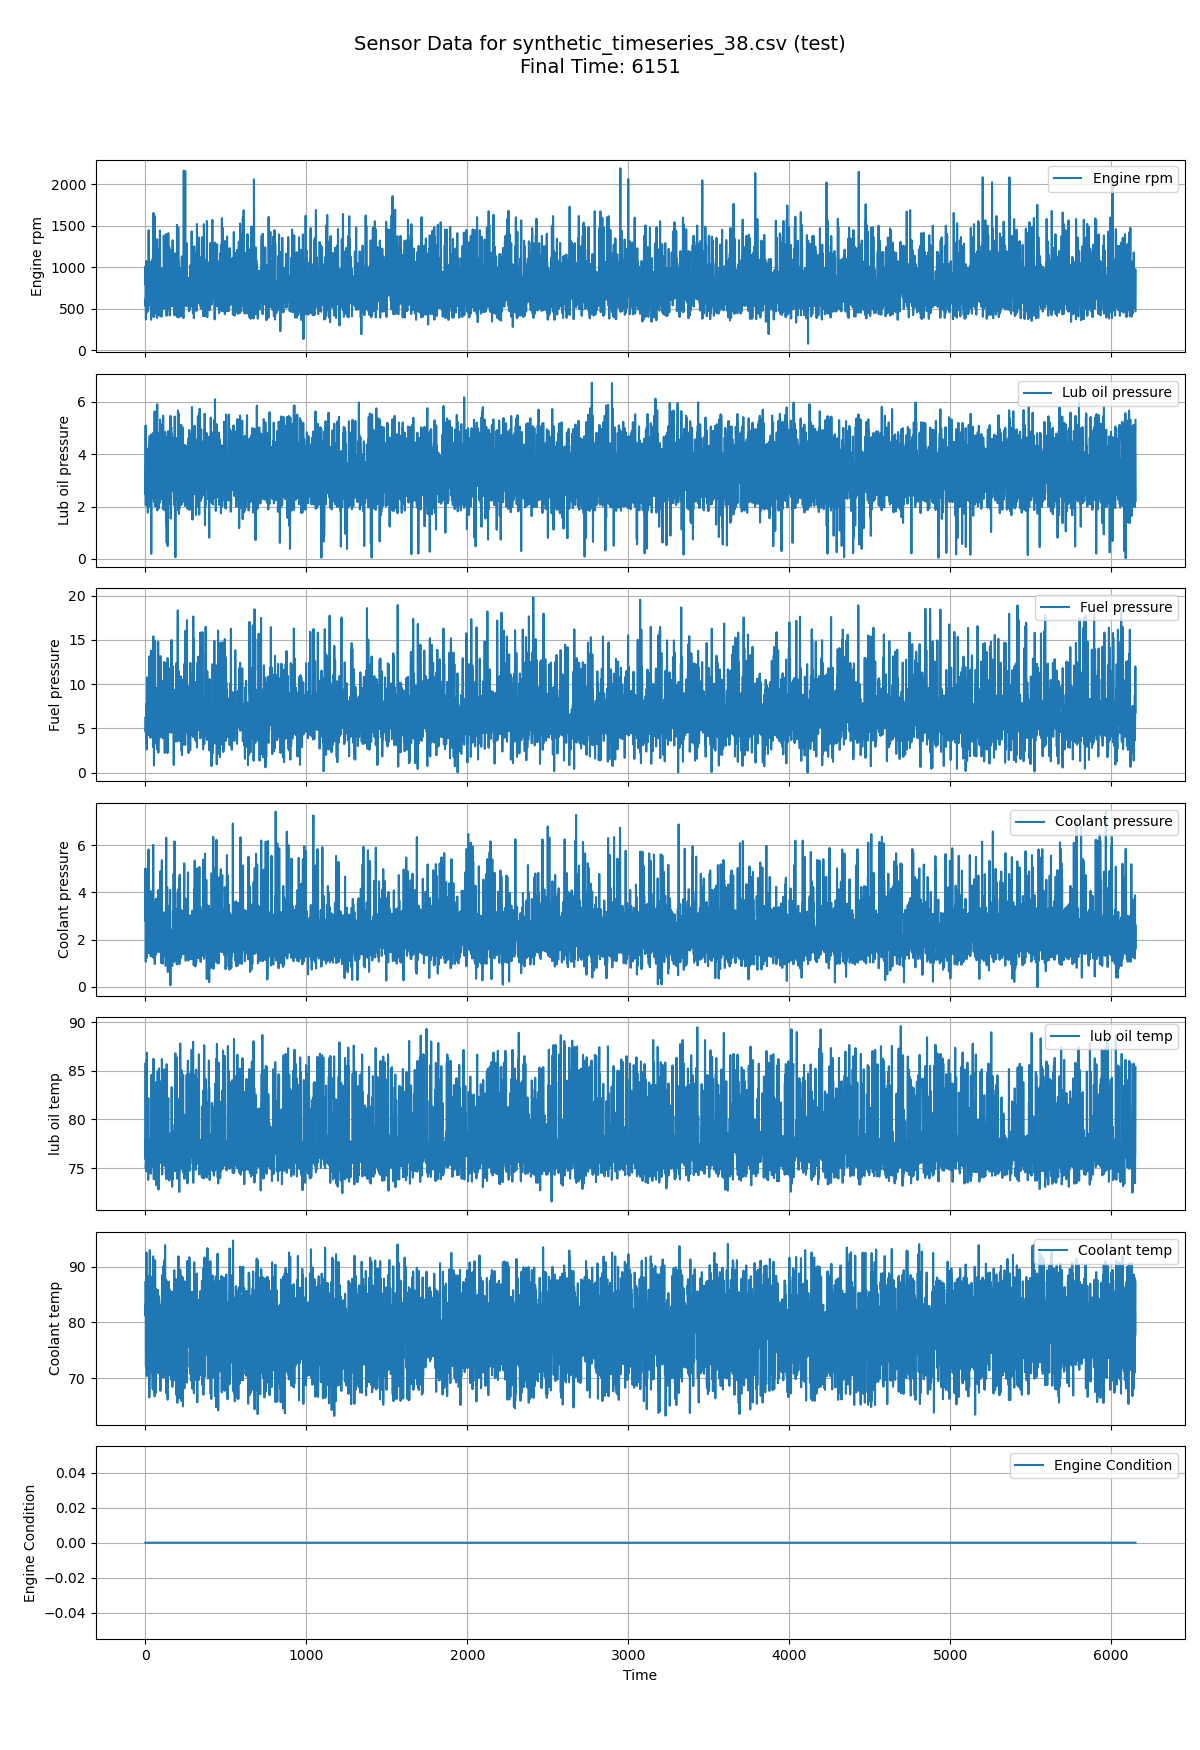 Sensor Data for synthetic_timeseries_38.csv (test)
Final Time: 6151
Engine rpm
2000
1500
1000
500
0
Engine rpm
Lub oil pressure
6
4
2
0
Lub oil pressure
Fuel pressure
20
15
10
5
0
Fuel pressure
Coolant pressure
6
4
2
0
Coolant pressure
lub oil temp
90
85
80
75
lub oil temp
Coolant temp
90
80
70
Coolant temp
Engine Condition
0.04
0.02
0.00
−0.02
−0.04
Engine Condition
0 1000 2000 3000 4000 5000 6000
Time